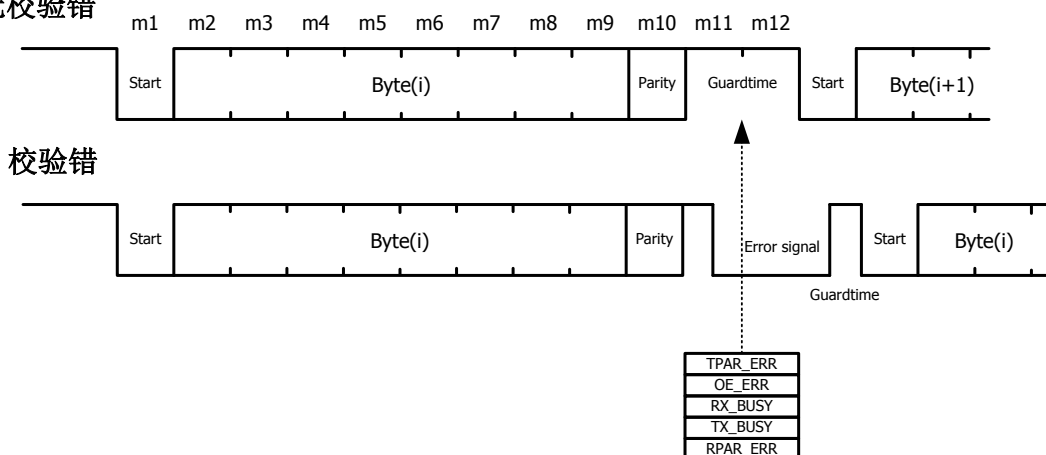 校验错
m1 m2 m3 m4 m5 m6 m7 m8 m9 m10 m11 m12
Start Byte(i) Parity Guardtime Start Byte(i+1)
校验错
Start Byte(i) Parity Error signal Start Byte(i)
Guardtime
TPAR_ERR
OE_ERR
RX_BUSY
TX_BUSY
RPAR_ERR